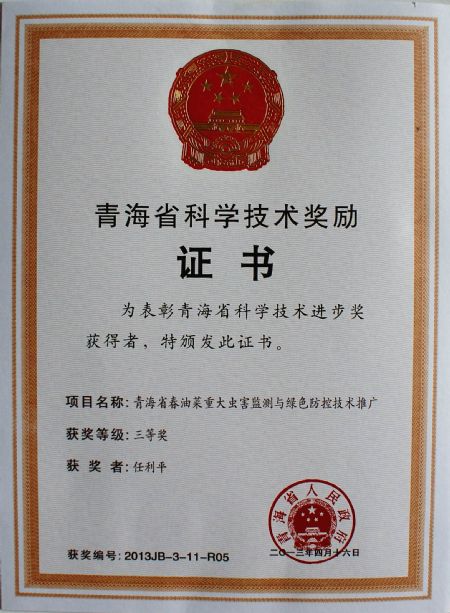 青海省科学技术奖励
证书
为表彰青海省科学技术进步奖
获得者，特颁发此证书。
项目名称：青海省春油菜重大虫害监测与绿色防控技术推广
获奖等级：三等奖
获奖者：任利平
青海省人民政府
获奖编号：2013JB-3-11-R05
二〇一三年四月十六日